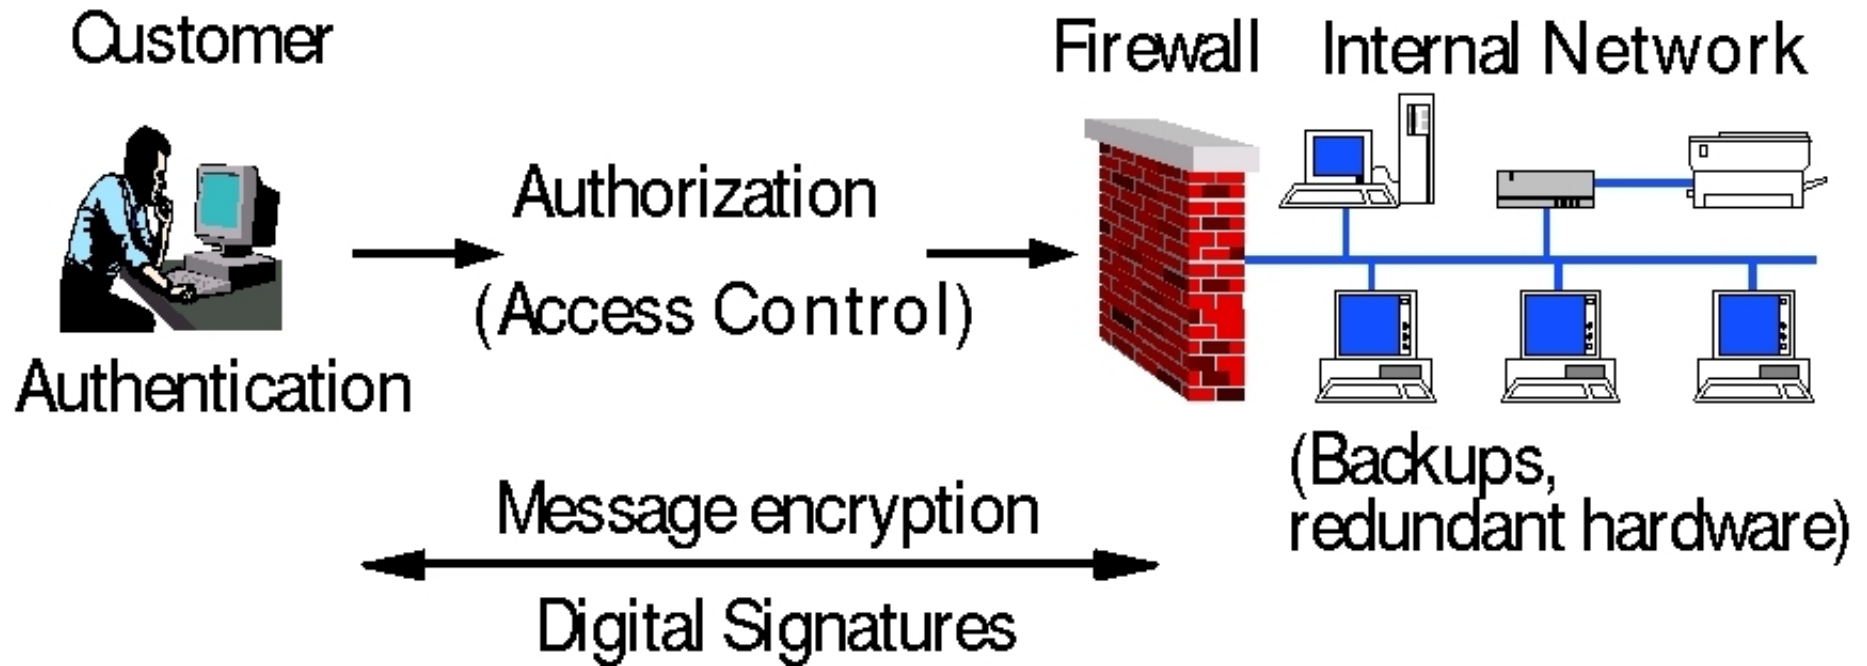 Customer
Firewall
Internal Network
Authorization
(Access Control)
Authentication
(Backups,
redundant hardware)
Message encryption
Digital Signatures